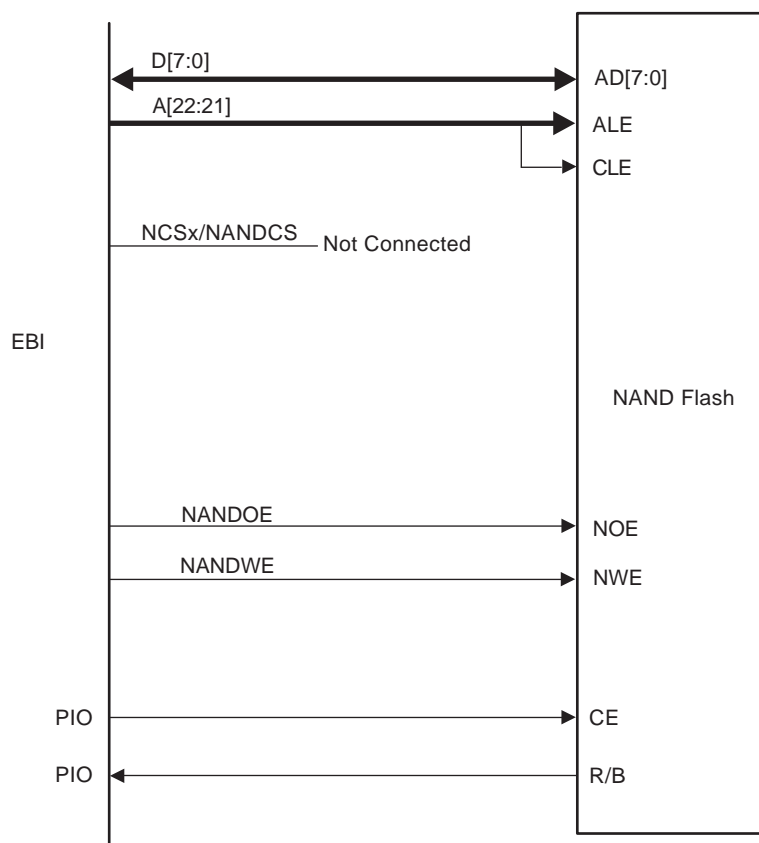 D[7:0]
AD[7:0]
A[22:21]
ALE
CLE
NCSx/NANDCS
Not Connected
EBI
NAND Flash
NANDOE
NOE
NANDWE
NWE
PIO
CE
PIO
R/B